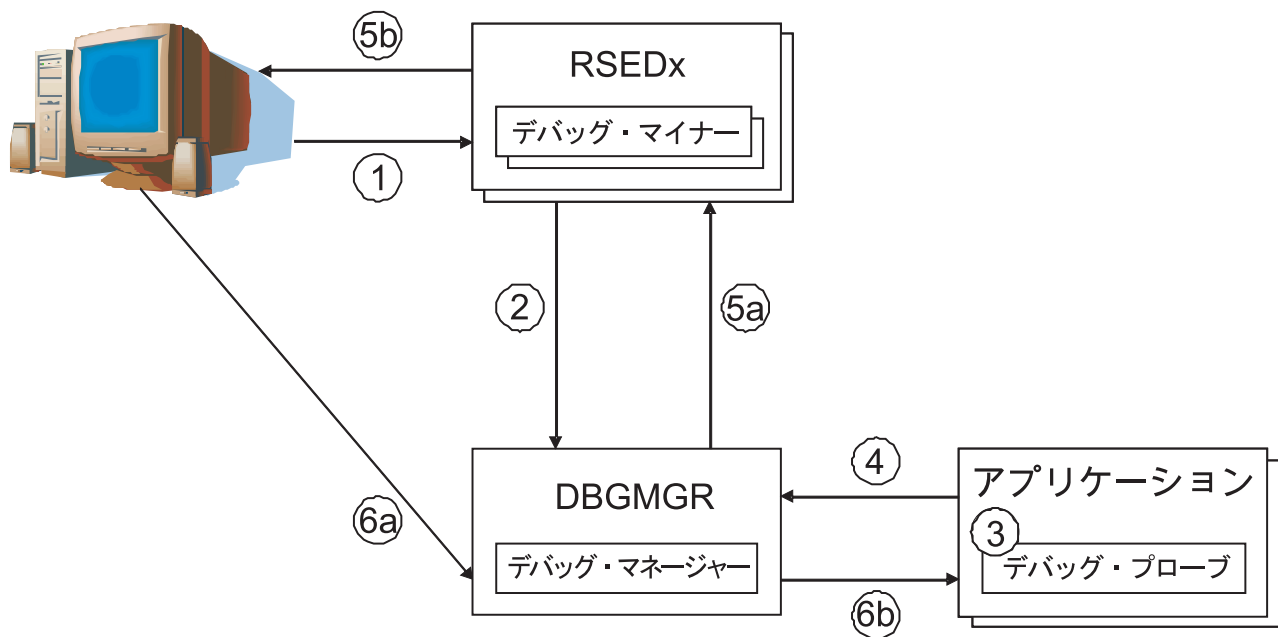 5b
RSEDx
デバッグ・マイナー
1
2
5a
4
アプリケーション
DBGMGR
3
6a
デバッグ・マネージャー
デバッグ・プローブ
6b